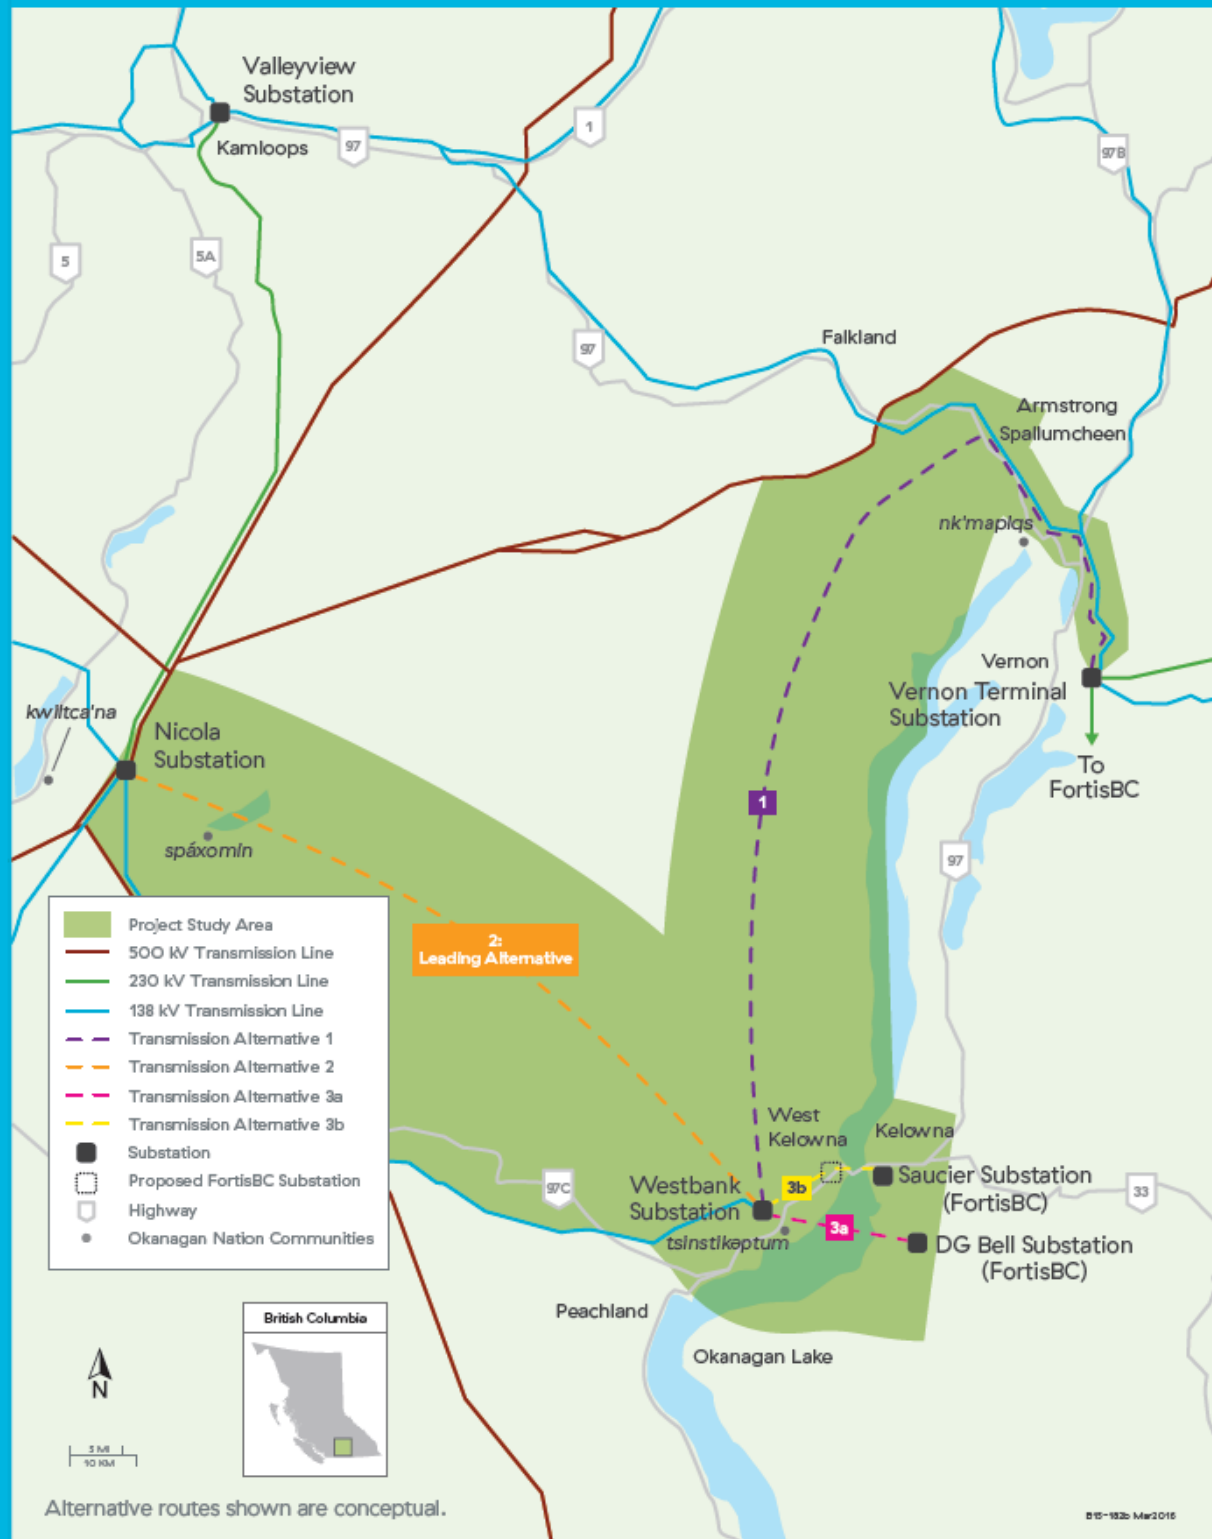 Valleyview
Substation
Kamloops
97
1
97B
5
5A
97
Falkland
Armstrong
Spallumcheen
nk'maplqs
Vernon
Vernon Terminal
Substation
To
FortisBC
kwIItca'na
Nicola
Substation
spáxomIn
1
97
2:
Leading Alternative
Project Study Area
500 kV Transmission Line
230 kV Transmission Line
138 kV Transmission Line
Transmission Alternative 1
Transmission Alternative 2
Transmission Alternative 3a
Transmission Alternative 3b
Substation
Proposed FortisBC Substation
Highway
Okanagan Nation Communities
West
Kelowna
Kelowna
97C
Westbank
Substation
3b
Saucier Substation
(FortisBC)
33
tsInstikəptum
3a
DG Bell Substation
(FortisBC)
Peachland
Okanagan Lake
British Columbia
N
10 KM
Alternative routes shown are conceptual.